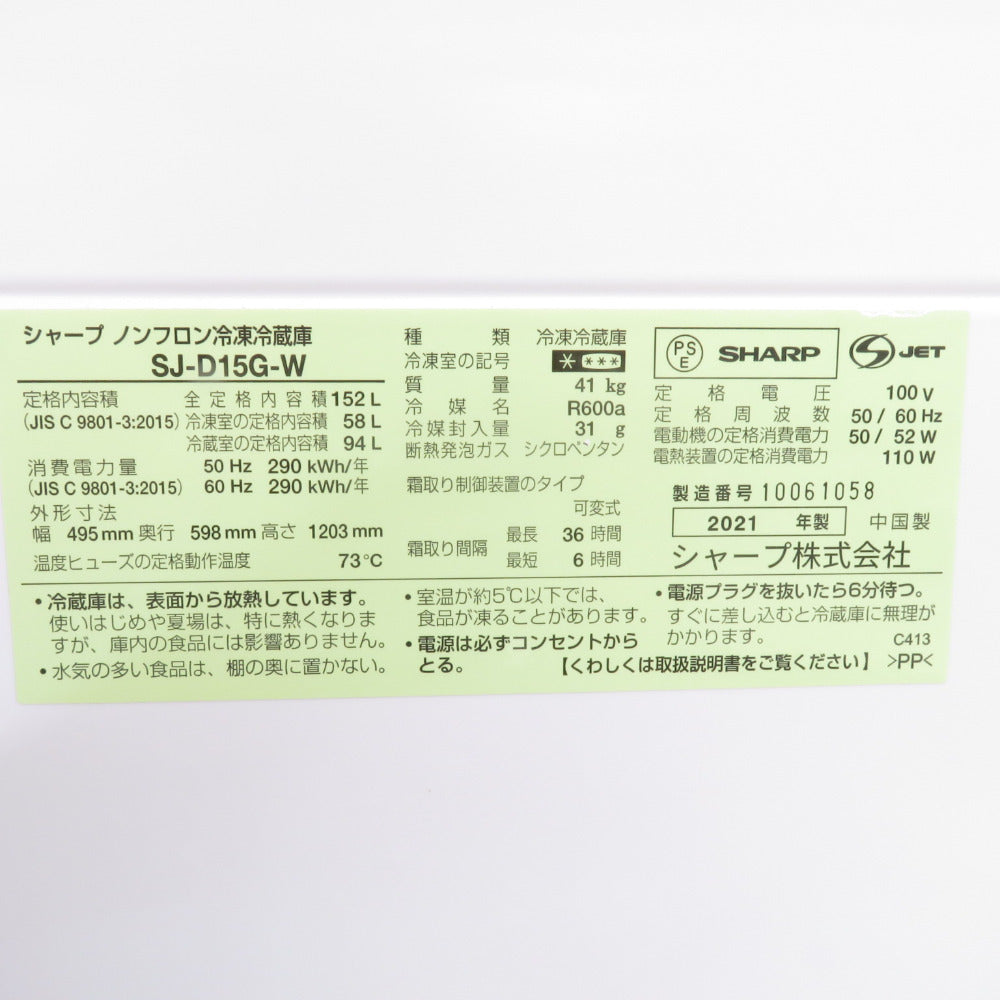 シャープ ノンフロン冷凍冷蔵庫
SJ-D15G-W
定格内容積 全定格内容積 152 L
(JIS C 9801-3:2015) 冷凍室の定格内容積 58 L
冷蔵室の定格内容積 94 L
消費電力量 50 Hz 290 kWh/年
(JIS C 9801-3:2015) 60 Hz 290 kWh/年
外形寸法
幅 495 mm 奥行 598 mm 高さ 1203 mm
温度ヒューズの定格動作温度 73℃
種類 冷凍冷蔵庫
冷凍室の記号 * ***
質量 41 kg
冷媒名 R600a
冷媒封入量 31 g
断熱発泡ガス シクロペンタン
霜取り制御装置のタイプ
可変式
霜取り間隔 最長 36 時間
最短 6 時間
PS E SHARP JET
定格電圧 100 V
定格周波数 50 / 60 Hz
電動機の定格消費電力 50 / 52 W
電熱装置の定格消費電力 110 W
製造番号 10061058
2021 年製 中国製
シャープ株式会社
・冷蔵庫は、表面から放熱しています。
使いはじめや夏場は、特に熱くなりま
すが、庫内の食品には影響ありません。
・水気の多い食品は、棚の奥に置かない。
・室温が約5℃以下では、
食品が凍ることがあります。
・電源は必ずコンセントから
とる。
・電源プラグを抜いたら6分待つ。
すぐに差し込むと冷蔵庫に無理が
かかります。 C413
【くわしくは取扱説明書をご覧ください】 >PP<